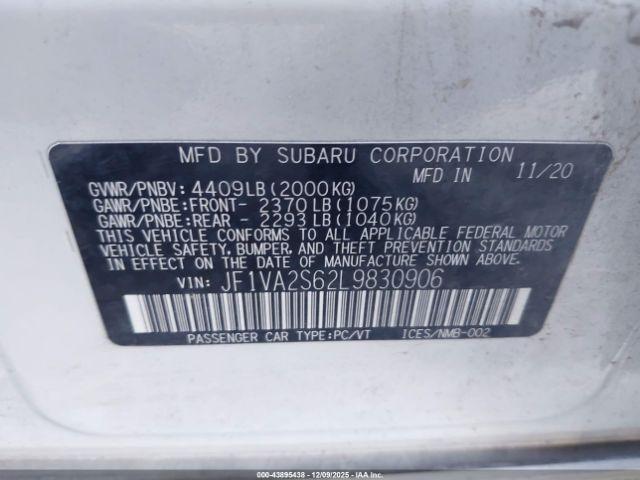 MFD BY SUBARU CORPORATION
MFD IN 11/20
GVWR/PNBV: 4409LB(2000KG)
GAWR/PNBE:FRONT- 2370LB(1075KG)
GAWR/PNBE:REAR - 2293LB(1040KG)
THIS VEHICLE CONFORMS TO ALL APPLICABLE FEDERAL MOTOR
VEHICLE SAFETY, BUMPER, AND THEFT PREVENTION STANDARDS
IN EFFECT ON THE DATE OF MANUFACTURE SHOWN ABOVE.
VIN: JF1VA2S62L9830906
PASSENGER CAR TYPE:PC/VT ICES/NMB-002
000-43895438 - 12/09/2025 - IAAI.COM